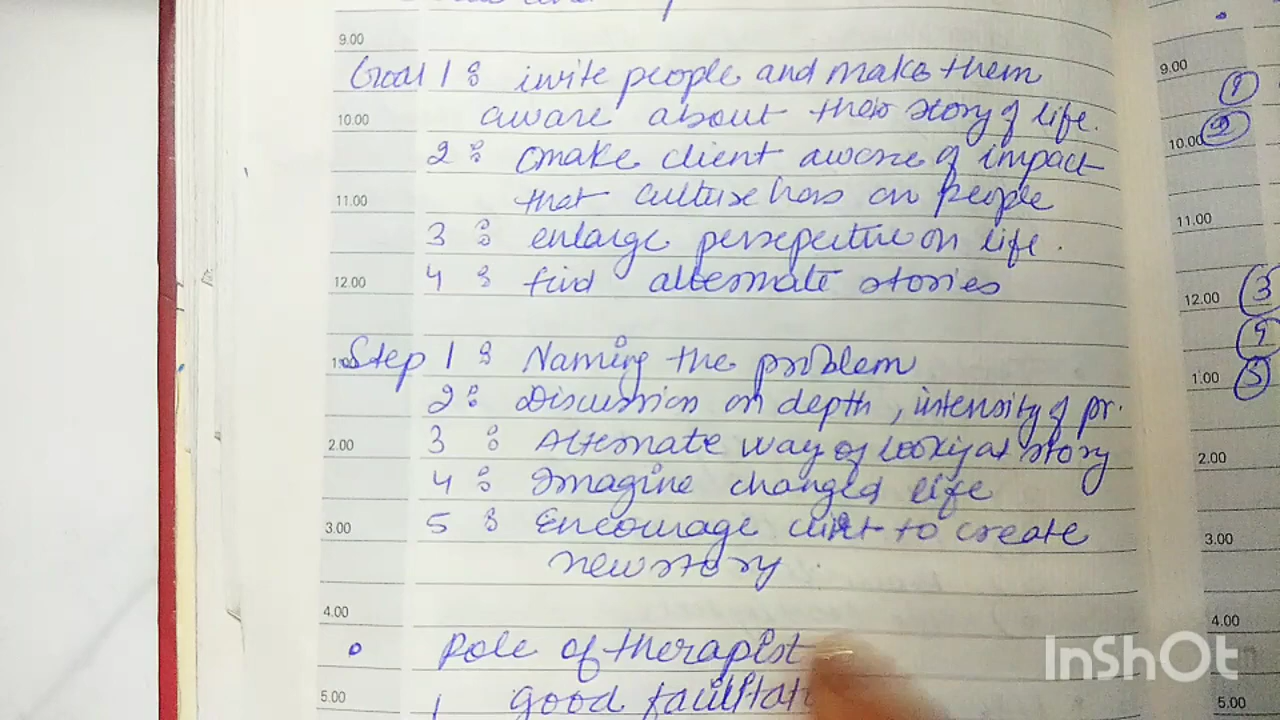 9.00
Goal 1 : invite people and make them
10.00 aware about their story of life.
2 : make client aware of impact
11.00 that culture has on people
3 : enlarge perspective on life.
12.00 4 : find alternate stories
Step 1 : Naming the problem
2 : Discussion on depth, intensity of pr.
2.00 3 : Alternate way of looking at story
4 : Imagine changed life
3.00 5 : Encourage to create
new story
4.00
Role of therapist
5.00 1 good
9.00
1
10.00 2
11.00
12.00 3
4
1.00 5
2.00
3.00
4.00
5.00
InShOt